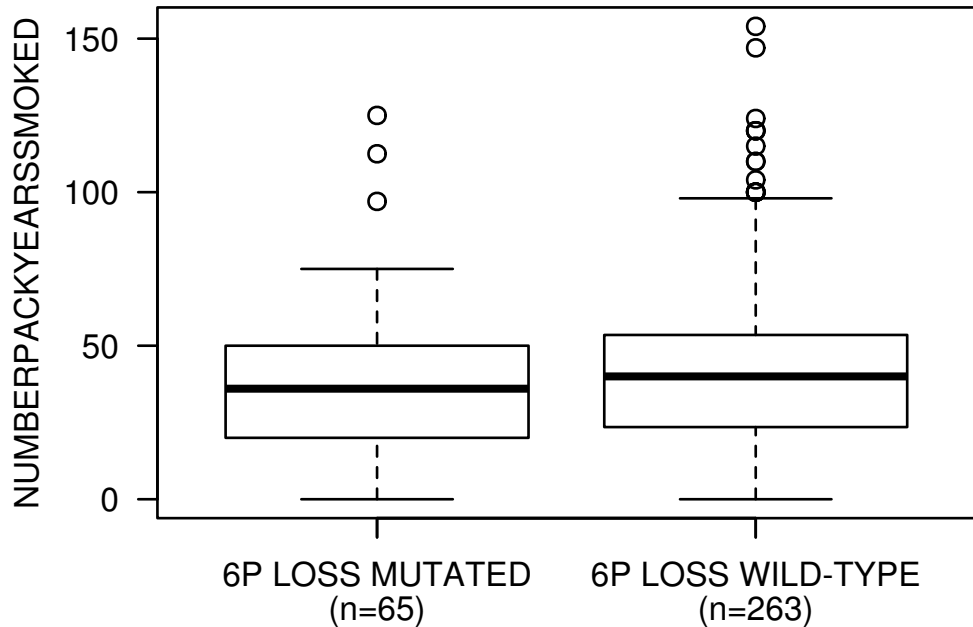 NUMBERPACKYEARSSMOKED
150
100
50
0
6P LOSS MUTATED
(n=65)
6P LOSS WILD-TYPE
(n=263)